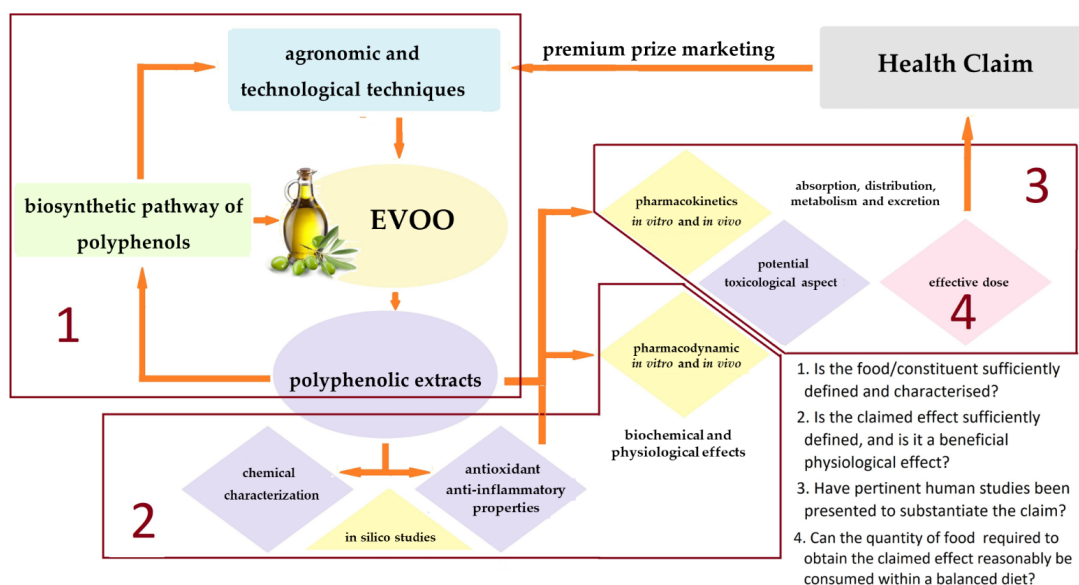 agronomic and
technological techniques
premium prize marketing
Health Claim
biosynthetic pathway of
polyphenols
EVOO
1
polyphenolic extracts
pharmacokinetics
in vitro and in vivo
absorption, distribution,
metabolism and excretion
3
potential
toxicological aspect
effective dose
4
pharmacodynamic
in vitro and in vivo
biochemical and
physiological effects
2
chemical
characterization
antioxidant
anti-inflammatory
properties
in silico studies
1. Is the food/constituent sufficiently
defined and characterised?
2. Is the claimed effect sufficiently
defined, and is it a beneficial
physiological effect?
3. Have pertinent human studies been
presented to substantiate the claim?
4. Can the quantity of food required to
obtain the claimed effect reasonably be
consumed within a balanced diet?